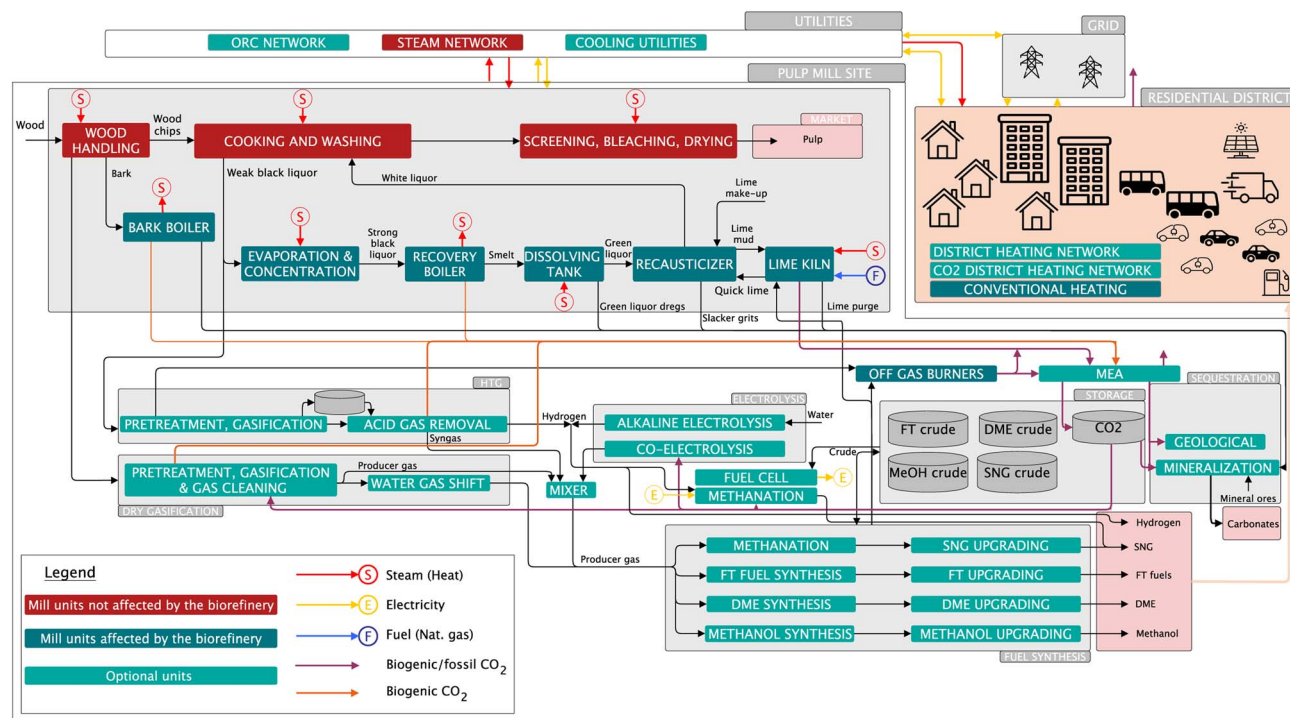 UTILITIES
ORC NETWORK
STEAM NETWORK
COOLING UTILITIES
GRID
PULP MILL SITE
RESIDENTIAL DISTRICT
S
S
S
Wood
WOOD
HANDLING
Wood
chips
COOKING AND WASHING
SCREENING, BLEACHING, DRYING
MARKET
Pulp
Bark
Weak black liquor
White liquor
Lime
make-up
S
BARK BOILER
S
EVAPORATION &
CONCENTRATION
Strong
black
liquor
S
RECOVERY
BOILER
Smelt
DISSOLVING
TANK
S
Green
liquor
RECAUSTICIZER
Lime
mud
Quick lime
LIME KILN
S
F
Green liquor dregs
Slacker grits
Lime purge
DISTRICT HEATING NETWORK
CO2 DISTRICT HEATING NETWORK
CONVENTIONAL HEATING
OFF GAS BURNERS
MEA
HTG
PRETREATMENT, GASIFICATION
ACID GAS REMOVAL
Syngas
Hydrogen
ELECTROLYSIS
ALKALINE ELECTROLYSIS
Water
CO-ELECTROLYSIS
STORAGE
FT crude
DME crude
CO2
MeOH crude
SNG crude
SEQUESTRATION
GEOLOGICAL
MINERALIZATION
Mineral ores
Carbonates
PRETREATMENT, GASIFICATION
& GAS CLEANING
Producer gas
WATER GAS SHIFT
DRY GASIFICATION
MIXER
Crude
FUEL CELL
E
E
METHANATION
Producer gas
METHANATION
SNG UPGRADING
FT FUEL SYNTHESIS
FT UPGRADING
DME SYNTHESIS
DME UPGRADING
METHANOL SYNTHESIS
METHANOL UPGRADING
FUEL SYNTHESIS
Hydrogen
SNG
FT fuels
DME
Methanol
Legend
Mill units not affected by the biorefinery
Mill units affected by the biorefinery
Optional units
S
Steam (Heat)
E
Electricity
F
Fuel (Nat. gas)
Biogenic/fossil CO2
Biogenic CO2